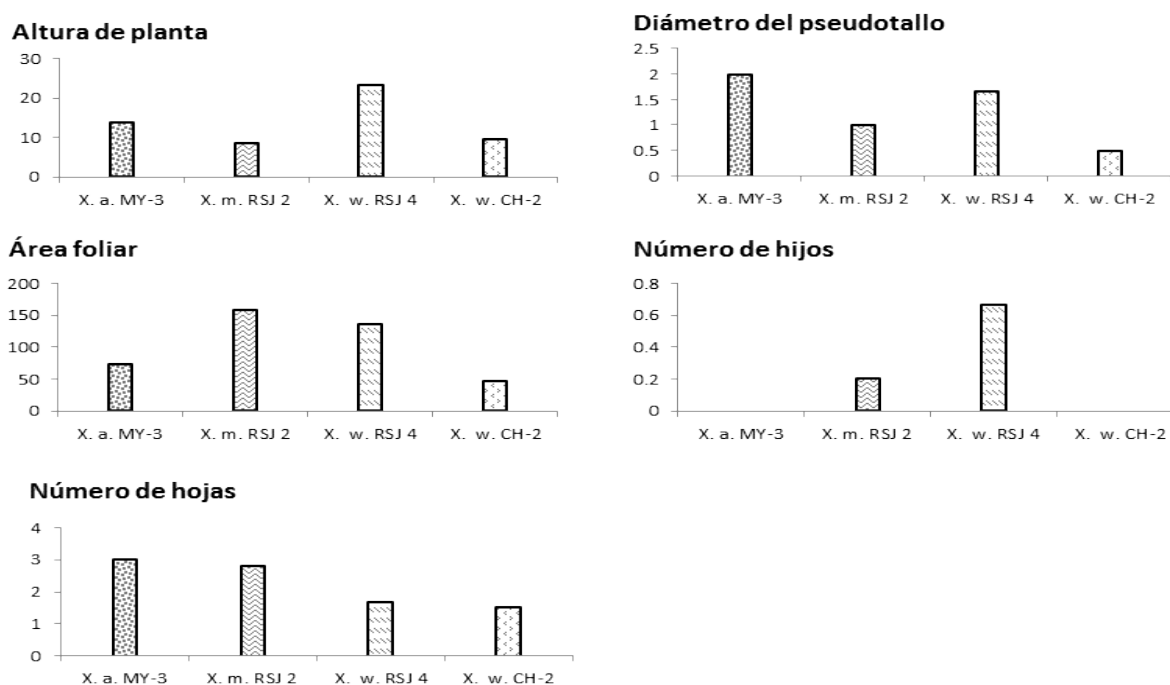 Altura de planta
30
20
10
0
X. a. MY-3 X. m. RSJ 2 X. w. RSJ 4 X. w. CH-2
Diámetro del pseudotallo
2.5
2
1.5
1
0.5
0
X. a. MY-3 X. m. RSJ 2 X. w. RSJ 4 X. w. CH-2
Área foliar
200
150
100
50
0
X. a. MY-3 X. m. RSJ 2 X. w. RSJ 4 X. w. CH-2
Número de hijos
0.8
0.6
0.4
0.2
0
X. a. MY-3 X. m. RSJ 2 X. w. RSJ 4 X. w. CH-2
Número de hojas
4
3
2
1
0
X. a. MY-3 X. m. RSJ 2 X. w. RSJ 4 X. w. CH-2